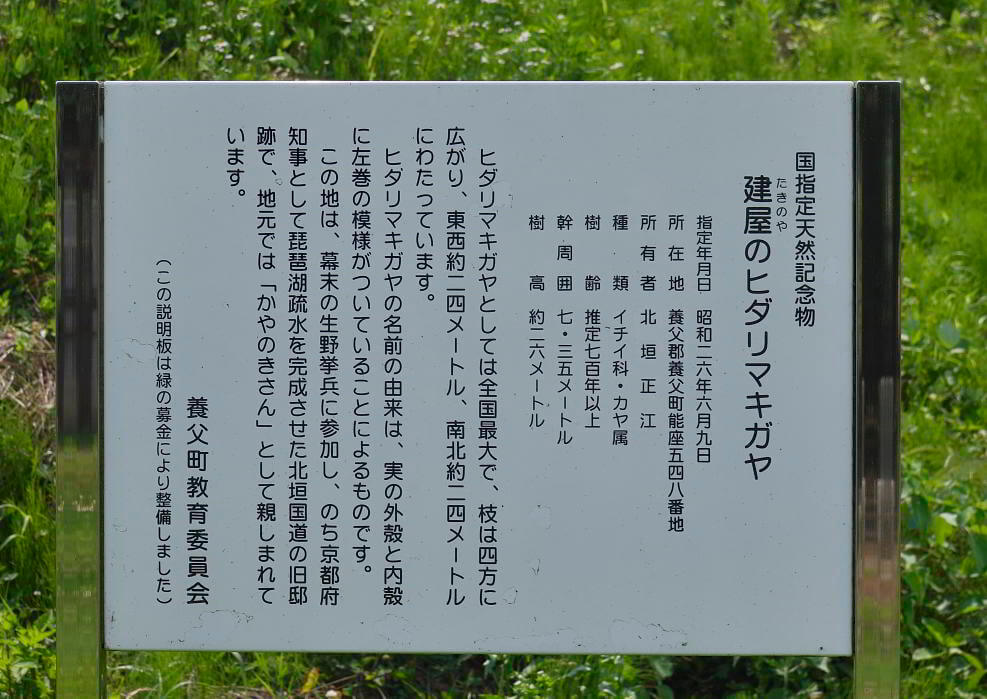 国指定天然記念物
たきのや
建屋のヒダリマキガヤ
指定年月日 昭和二六年六月九日
所在地 養父郡養父町能座五四八番地
所有者 北垣正江
種類 イチイ科・カヤ属
樹齢 推定七百年以上
幹周囲 七・三五メートル
樹高 約二六メートル
ヒダリマキガヤとしては全国最大で、枝は四方に
広がり、東西約二四メートル、南北約二四メートル
にわたっています。
ヒダリマキガヤの名前の由来は、実の外殻と内殻
に左巻の模様がついていることによるものです。
この地は、幕末の生野挙兵に参加し、のち京都府
知事として琵琶湖疏水を完成させた北垣国道の旧邸
跡で、地元では「かやのきさん」として親しまれて
います。
養父町教育委員会
（この説明板は緑の募金により整備しました）